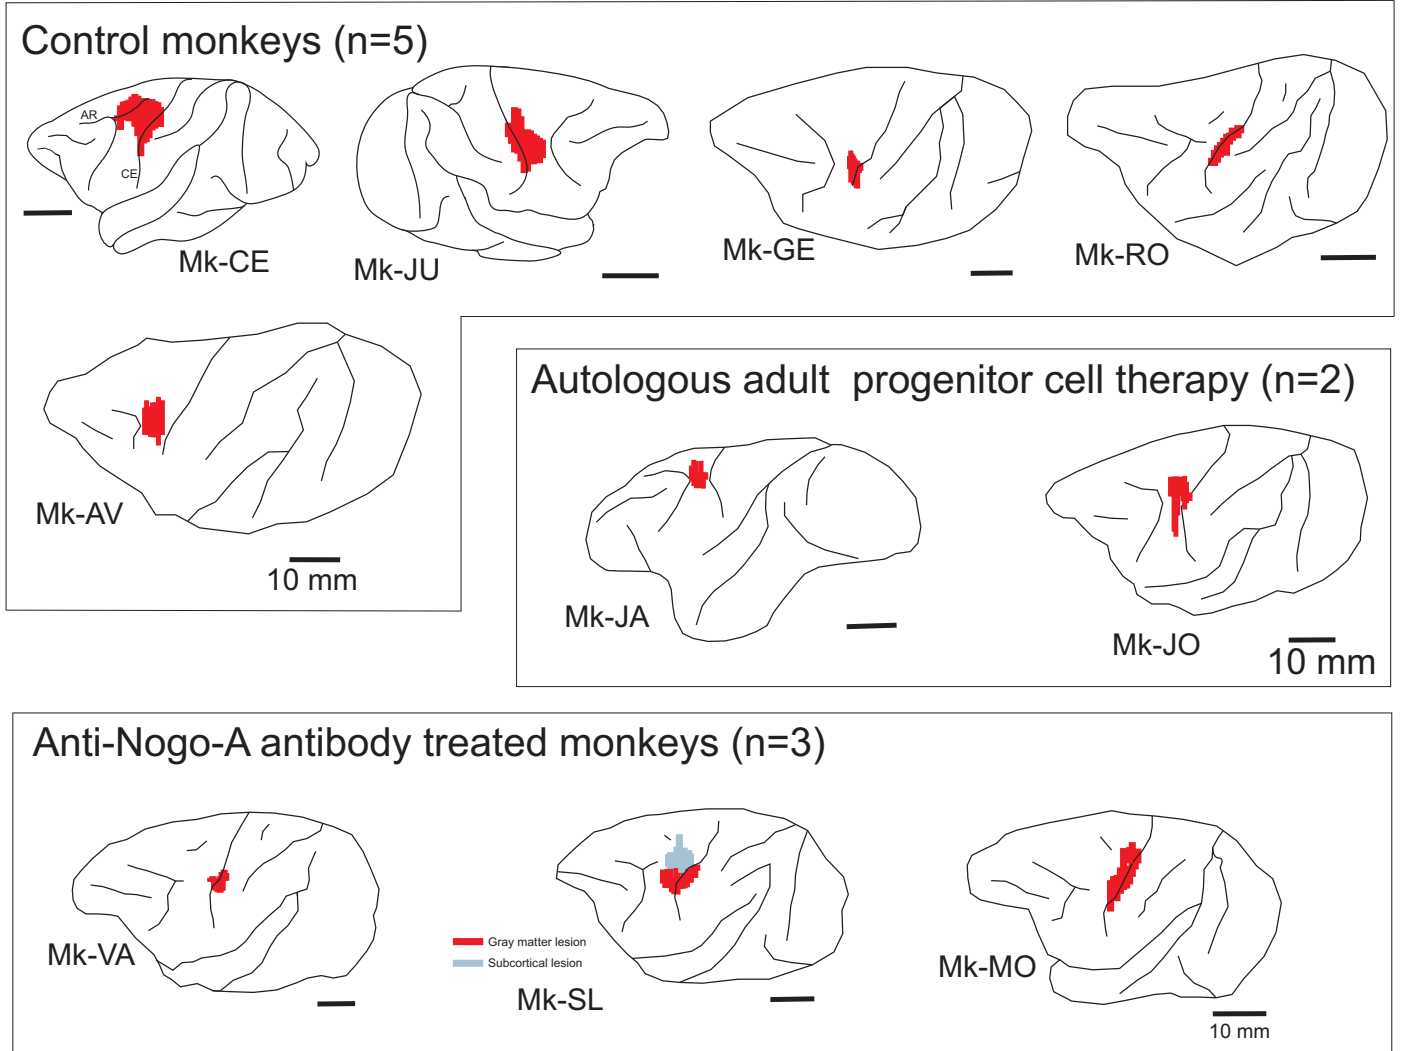 Control monkeys (n=5)
AR
CE
Mk-CE
Mk-JU
Mk-GE
Mk-RO
Mk-AV
10 mm
Autologous adult progenitor cell therapy (n=2)
Mk-JA
Mk-JO
10 mm
Anti-Nogo-A antibody treated monkeys (n=3)
Mk-VA
Gray matter lesion
Subcortical lesion
Mk-SL
Mk-MO
10 mm